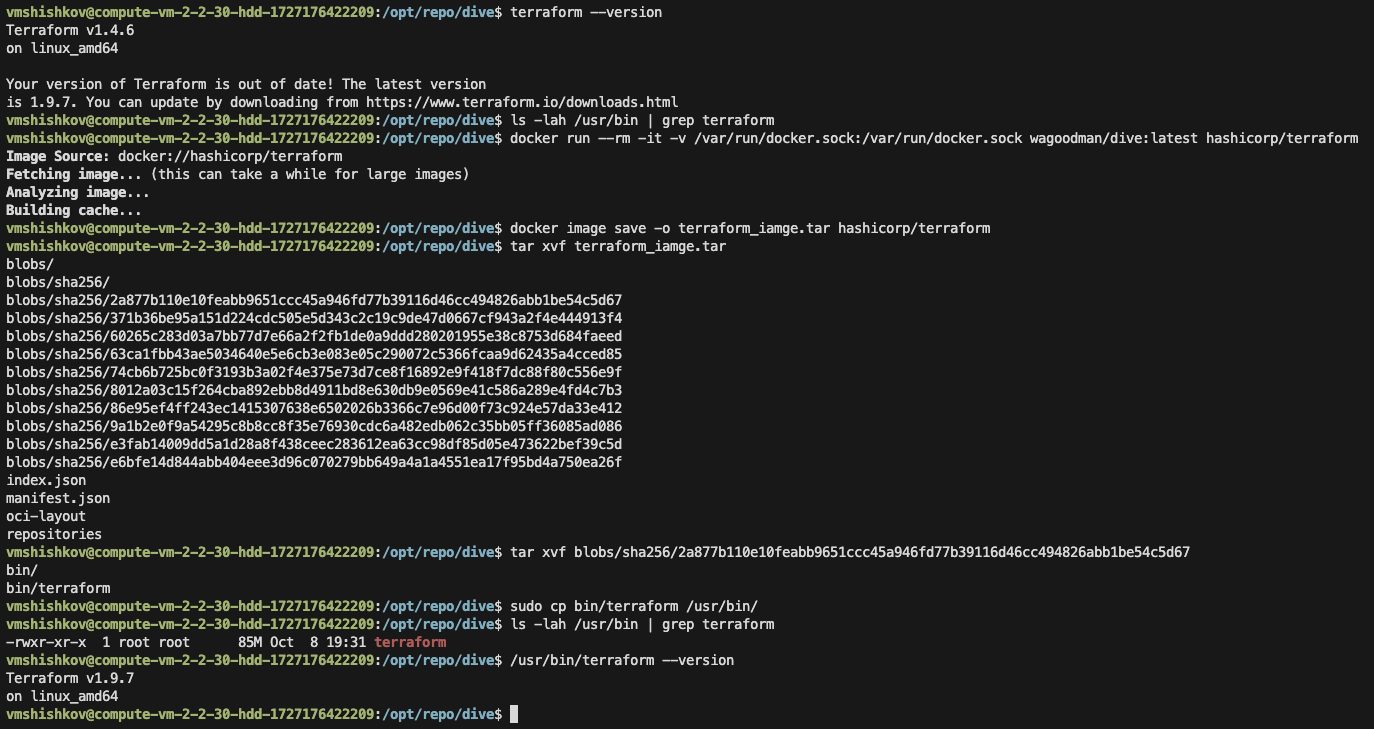 vmshishkov@compute-vm-2-2-30-hdd-1727176422209:/opt/repo/dive$ terraform --version
Terraform v1.4.6
on linux_amd64
Your version of Terraform is out of date! The latest version
is 1.9.7. You can update by downloading from https://www.terraform.io/downloads.html
vmshishkov@compute-vm-2-2-30-hdd-1727176422209:/opt/repo/dive$ ls -lah /usr/bin | grep terraform
vmshishkov@compute-vm-2-2-30-hdd-1727176422209:/opt/repo/dive$ docker run --rm -it -v /var/run/docker.sock:/var/run/docker.sock wagoodman/dive:latest hashicorp/terraform
Image Source: docker://hashicorp/terraform
Fetching image... (this can take a while for large images)
Analyzing image...
Building cache...
vmshishkov@compute-vm-2-2-30-hdd-1727176422209:/opt/repo/dive$ docker image save -o terraform_iamge.tar hashicorp/terraform
vmshishkov@compute-vm-2-2-30-hdd-1727176422209:/opt/repo/dive$ tar xvf terraform_iamge.tar
blobs/
blobs/sha256/
blobs/sha256/2a877b110e10feabb9651ccc45a946fd77b39116d46cc494826abb1be54c5d67
blobs/sha256/371b36be95a151d224cdc505e5d343c2c19c9de47d0667cf943a2f4e444913f4
blobs/sha256/60265c283d03a7bb77d7e66a2f2fb1de0a9ddd280201955e38c8753d684faeed
blobs/sha256/63ca1fbb43ae5034640e5e6cb3e083e05c290072c5366fcaa9d62435a4cced85
blobs/sha256/74cb6b725bc0f3193b3a02f4e375e73d7ce8f16892e9f418f7dc88f80c556e9f
blobs/sha256/8012a03c15f264cba892ebb8d4911bd8e630db9e0569e41c586a289e4fd4c7b3
blobs/sha256/86e95ef4ff243ec1415307638e6502026b3366c7e96d00f73c924e57da33e412
blobs/sha256/9a1b2e0f9a54295c8b8cc8f35e76930cdc6a482edb062c35bb05ff36085ad086
blobs/sha256/e3fab14009dd5a1d28a8f438ceec283612ea63cc98df85d05e473622bef39c5d
blobs/sha256/e6bfe14d844abb404eee3d96c070279bb649a4a1a4551ea17f95bd4a750ea26f
index.json
manifest.json
oci-layout
repositories
vmshishkov@compute-vm-2-2-30-hdd-1727176422209:/opt/repo/dive$ tar xvf blobs/sha256/2a877b110e10feabb9651ccc45a946fd77b39116d46cc494826abb1be54c5d67
bin/
bin/terraform
vmshishkov@compute-vm-2-2-30-hdd-1727176422209:/opt/repo/dive$ sudo cp bin/terraform /usr/bin/
vmshishkov@compute-vm-2-2-30-hdd-1727176422209:/opt/repo/dive$ ls -lah /usr/bin | grep terraform
-rwxr-xr-x  1 root root      85M Oct  8 19:31 terraform
vmshishkov@compute-vm-2-2-30-hdd-1727176422209:/opt/repo/dive$ /usr/bin/terraform --version
Terraform v1.9.7
on linux_amd64
vmshishkov@compute-vm-2-2-30-hdd-1727176422209:/opt/repo/dive$